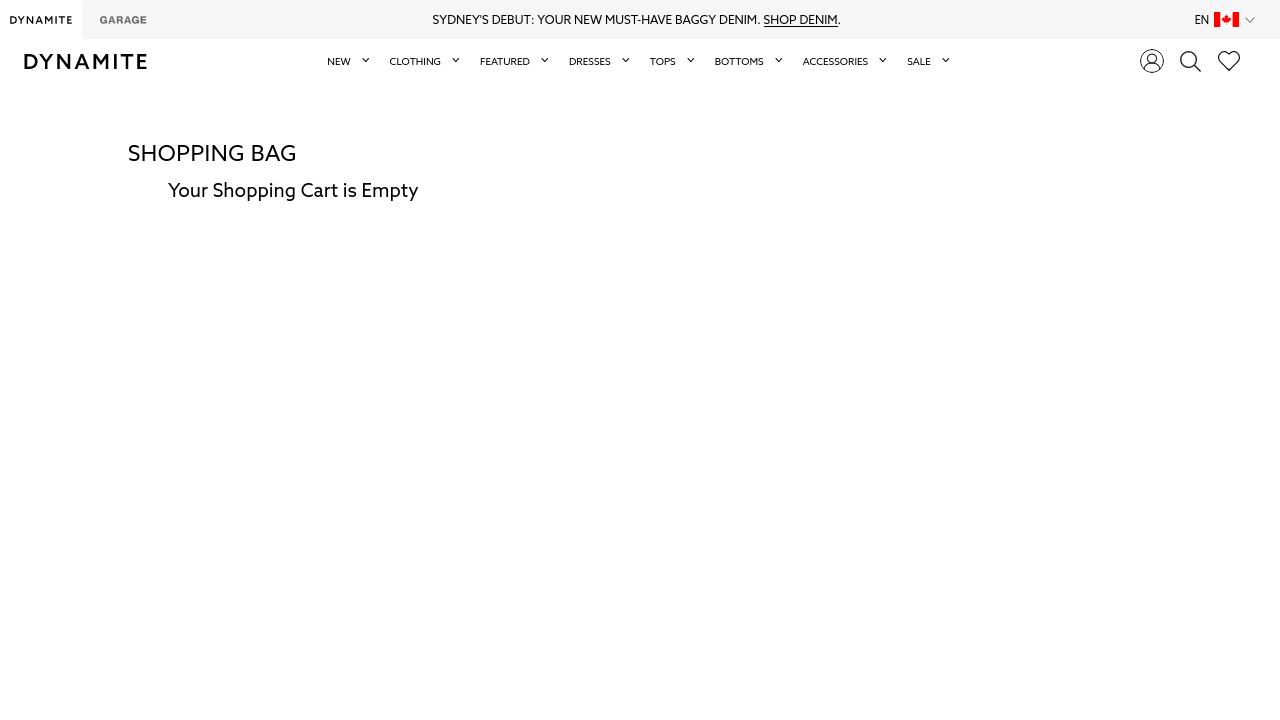 DYNAMITE
GARAGE
SYDNEY'S DEBUT: YOUR NEW MUST-HAVE BAGGY DENIM. SHOP DENIM.
EN
DYNAMITE
NEW
CLOTHING
FEATURED
DRESSES
TOPS
BOTTOMS
ACCESSORIES
SALE
SHOPPING BAG
Your Shopping Cart is Empty